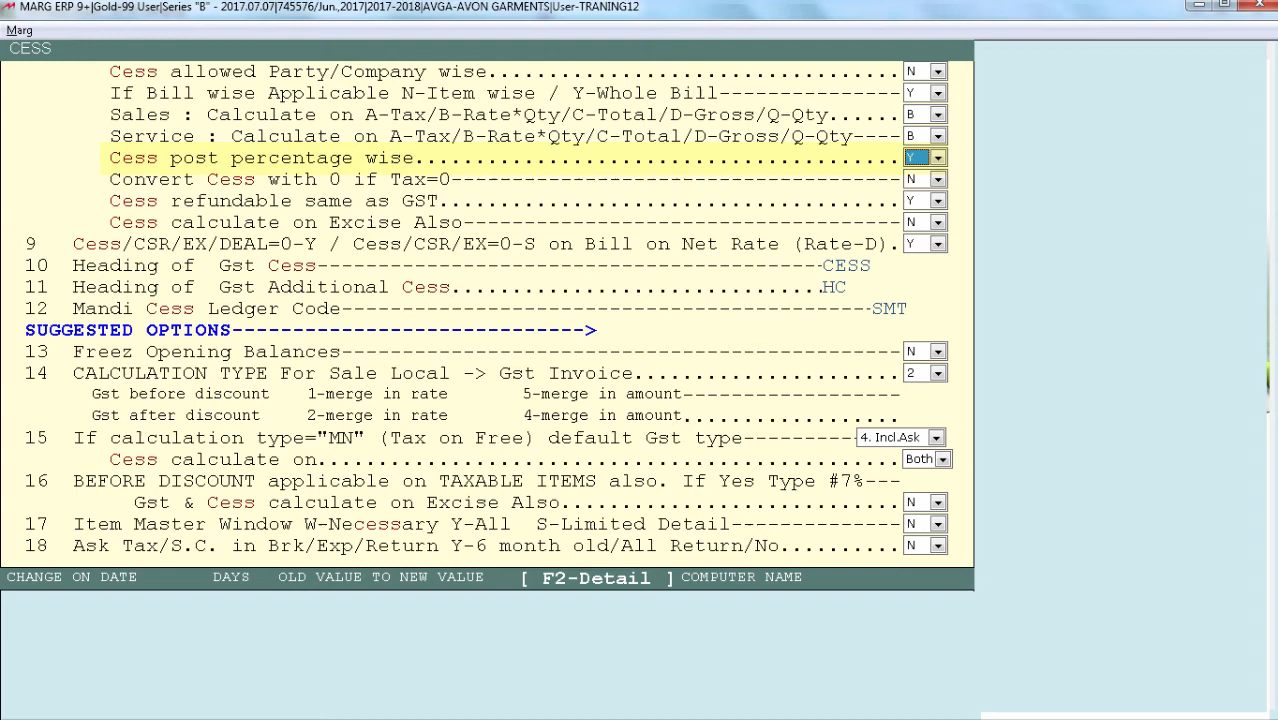 MARG ERP 9+|Gold-99 User|Series "B" - 2017.07.07|745576/Jun.,2017|2017-2018|AVGA-AVON GARMENTS|User-TRANING12
Marg
CESS
Cess allowed Party/Company wise.................................. N
If Bill wise Applicable N-Item wise / Y-Whole Bill--------------- Y
Sales : Calculate on A-Tax/B-Rate*Qty/C-Total/D-Gross/Q-Qty...... B
Service : Calculate on A-Tax/B-Rate*Qty/C-Total/D-Gross/Q-Qty---- B
Cess post percentage wise........................................ Y
Convert Cess with 0 if Tax=0------------------------------------- N
Cess refundable same as GST...................................... Y
Cess calculate on Excise Also------------------------------------ N
9 Cess/CSR/EX/DEAL=0-Y / Cess/CSR/EX=0-S on Bill on Net Rate (Rate-D). Y
10 Heading of Gst Cess------------------------------------------CESS
11 Heading of Gst Additional Cess...............................HC
12 Mandi Cess Ledger Code--------------------------------------------SMT
SUGGESTED OPTIONS----------------------------->
13 Freez Opening Balances---------------------------------------------- N
14 CALCULATION TYPE For Sale Local -> Gst Invoice...................... 2
Gst before discount 1-merge in rate 5-merge in amount------------------
Gst after discount 2-merge in rate 4-merge in amount..................
15 If calculation type="MN" (Tax on Free) default Gst type---------- 4. Incl.Ask
Cess calculate on................................................ Both
16 BEFORE DISCOUNT applicable on TAXABLE ITEMS also. If Yes Type #7%---
Gst & Cess calculate on Excise Also............................ N
17 Item Master Window W-Necessary Y-All S-Limited Detail-------------- N
18 Ask Tax/S.C. in Brk/Exp/Return Y-6 month old/All Return/No.......... N
CHANGE ON DATE DAYS OLD VALUE TO NEW VALUE [ F2-Detail ] COMPUTER NAME